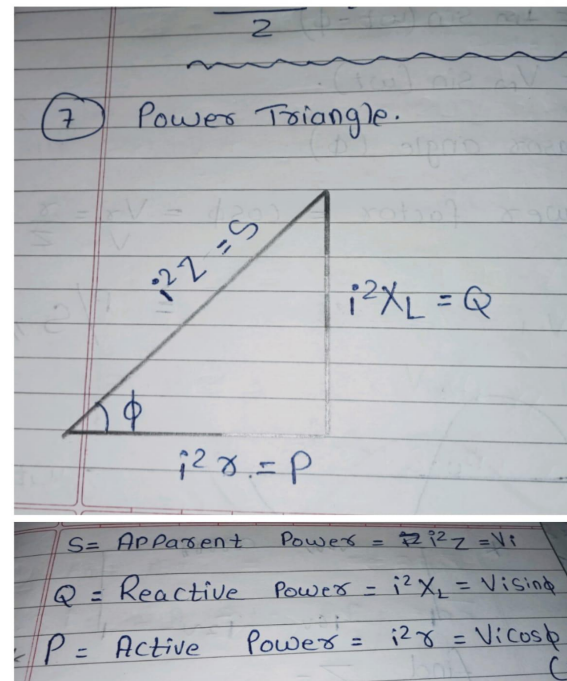 2
7 Power Triangle.
i²Z = S
i²XL = Q
ϕ
i²r. = P
S = Apparent Power = i²z = Vi
Q = Reactive Power = i²XL = Visinϕ
P = Active Power = i²r = Vicosϕ